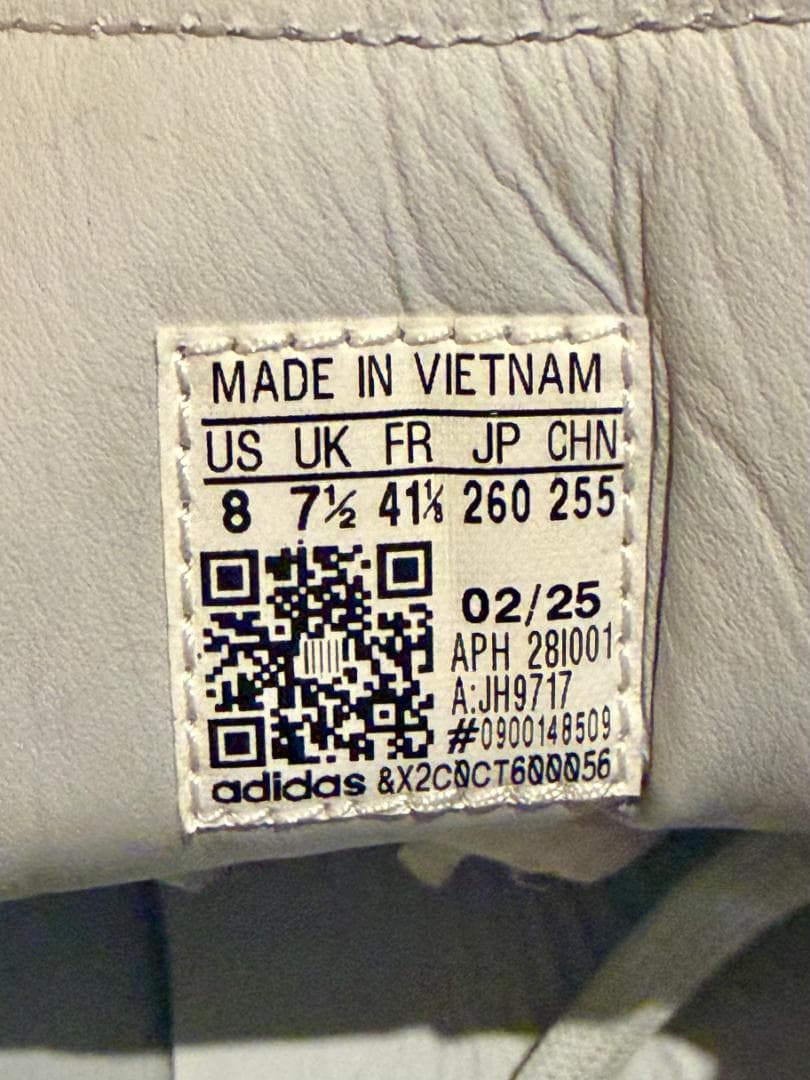 MADE IN VIETNAM
US UK FR JP CHN
8 7½ 41⅓ 260 255
02/25
APH 28I001
A:JH9717
#0900148509
adidas &X2C0CT600056